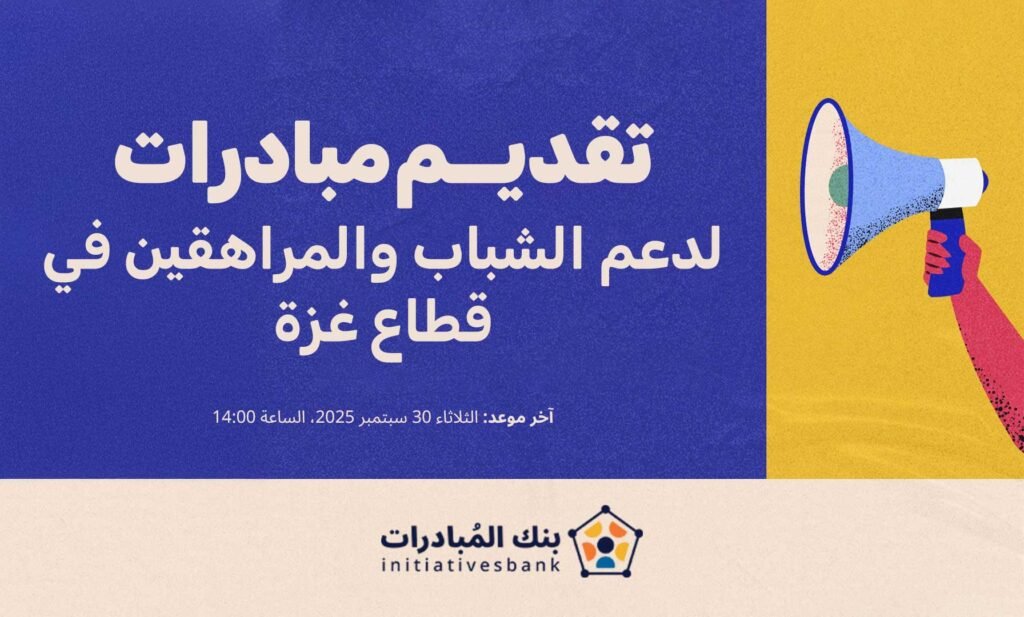 تقديم مبادرات
لدعم الشباب والمراهقين في
قطاع غزة
آخر موعد: الثلاثاء 30 سبتمبر 2025، الساعة 14:00
بنك المُبادرات
initiativesbank